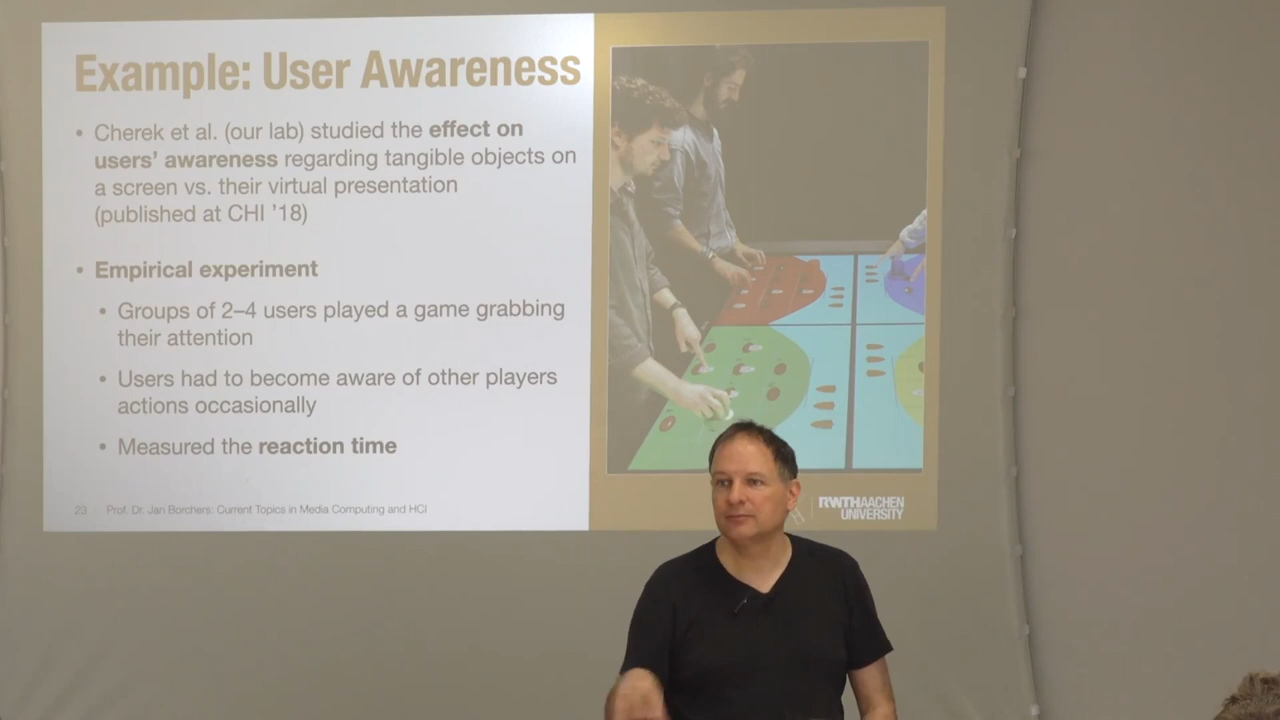 Example: User Awareness
• Cherek et al. (our lab) studied the effect on
users’ awareness regarding tangible objects on
a screen vs. their virtual presentation
(published at CHI ’18)
• Empirical experiment
• Groups of 2–4 users played a game grabbing
their attention
• Users had to become aware of other players
actions occasionally
• Measured the reaction time
23 Prof. Dr. Jan Borchers: Current Topics in Media Computing and HCI
RWTHAACHEN
UNIVERSITY